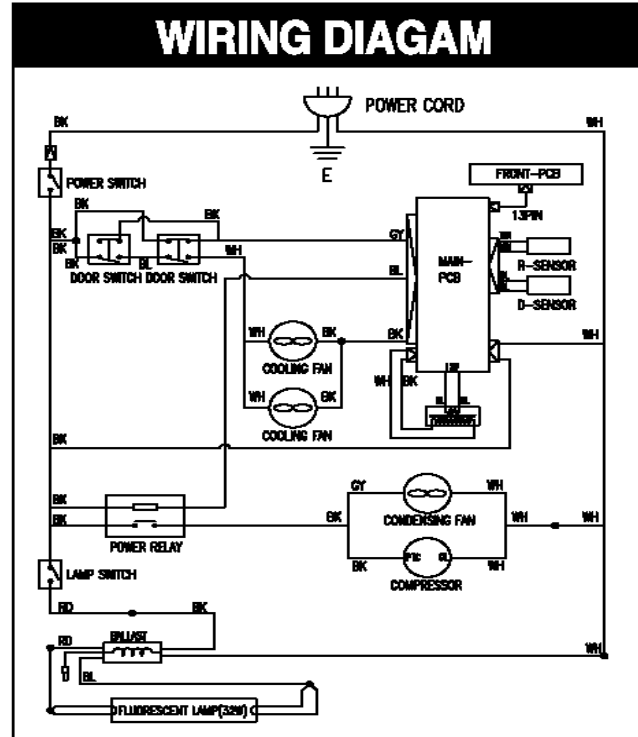 WIRING DIAGAM
POWER CORD
BK
WH
E
POWER SWITCH
FRONT-PCB
13PIN
BK
BK
BK
BK
BK
BL
WH
GY
DOOR SWITCH DOOR SWITCH
BL
MAIN-
PCB
R-SENSOR
D-SENSOR
WH
BK
BK
WH
COOLING FAN
WH
BK
WH
BK
COOLING FAN
BK
GY
WH
CONDENSING FAN
BK
BK
BK
WH
WH
POWER RELAY
PTC
OL
BK
WH
COMPRESSOR
LAMP SWITCH
RD
BK
RD
BALLAST
WH
BL
FLUORESCENT LAMP(32W)